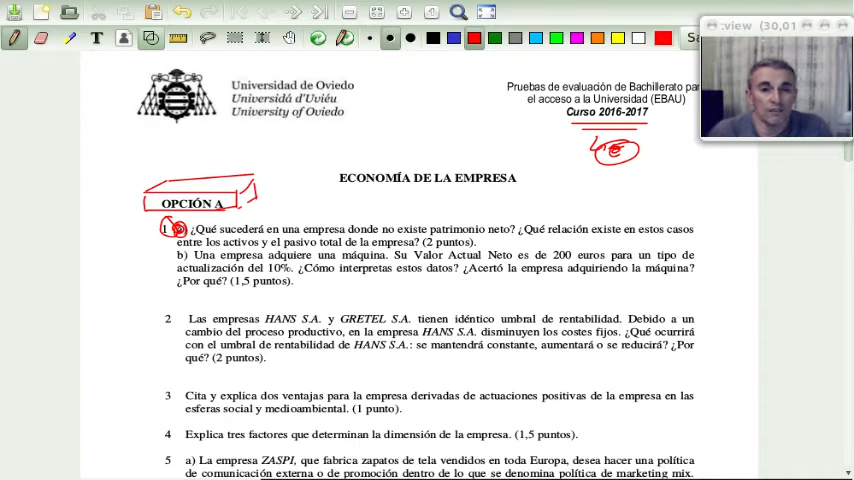 :view (30,01
Sa
Universidad de Oviedo
Universidá d'Uviéu
University of Oviedo
Pruebas de evaluación de Bachillerato par
el acceso a la Universidad (EBAU)
Curso 2016-2017
ECONOMÍA DE LA EMPRESA
OPCIÓN A
1 a) ¿Qué sucederá en una empresa donde no existe patrimonio neto? ¿Qué relación existe en estos casos
entre los activos y el pasivo total de la empresa? (2 puntos).
b) Una empresa adquiere una máquina. Su Valor Actual Neto es de 200 euros para un tipo de
actualización del 10%. ¿Cómo interpretas estos datos? ¿Acertó la empresa adquiriendo la máquina?
¿Por qué? (1,5 puntos).
2 Las empresas HANS S.A. y GRETEL S.A. tienen idéntico umbral de rentabilidad. Debido a un
cambio del proceso productivo, en la empresa HANS S.A. disminuyen los costes fijos. ¿Qué ocurrirá
con el umbral de rentabilidad de HANS S.A.: se mantendrá constante, aumentará o se reducirá? ¿Por
qué? (2 puntos).
3 Cita y explica dos ventajas para la empresa derivadas de actuaciones positivas de la empresa en las
esferas social y medioambiental. (1 punto).
4 Explica tres factores que determinan la dimensión de la empresa. (1,5 puntos).
5 a) La empresa ZASPI, que fabrica zapatos de tela vendidos en toda Europa, desea hacer una política
de comunicación externa o de promoción dentro de lo que se denomina política de marketing mix.